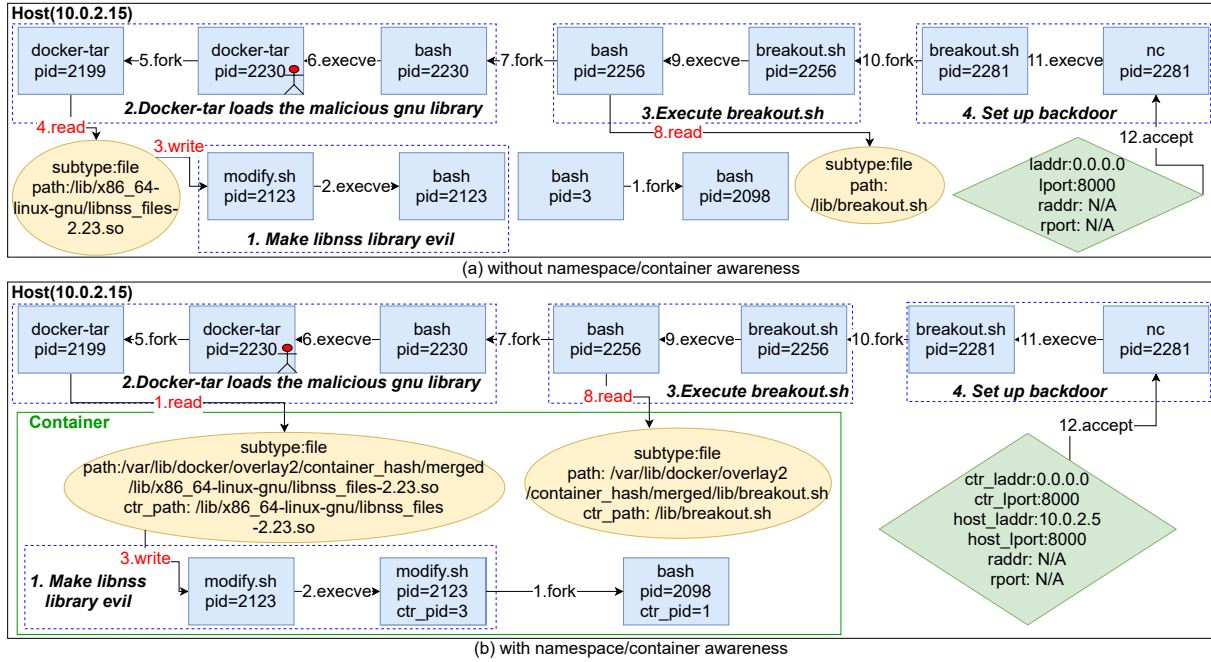 Host(10.0.2.15)
docker-tar
pid=2199
5.fork
docker-tar
pid=2230
6.execve
bash
pid=2230
7.fork
bash
pid=2256
9.execve
breakout.sh
pid=2256
10.fork
breakout.sh
pid=2281
11.execve
nc
pid=2281
2.Docker-tar loads the malicious gnu library
3.Execute breakout.sh
4. Set up backdoor
4.read
3.write
8.read
12.accept
subtype:file
path:/lib/x86_64-
linux-gnu/libnss_files-
2.23.so
modify.sh
pid=2123
2.execve
bash
pid=2123
1. Make libnss library evil
bash
pid=3
1.fork
bash
pid=2098
subtype:file
path:
/lib/breakout.sh
laddr:0.0.0.0
lport:8000
raddr: N/A
rport: N/A
(a) without namespace/container awareness
Host(10.0.2.15)
docker-tar
pid=2199
5.fork
docker-tar
pid=2230
6.execve
bash
pid=2230
7.fork
bash
pid=2256
9.execve
breakout.sh
pid=2256
10.fork
breakout.sh
pid=2281
11.execve
nc
pid=2281
2.Docker-tar loads the malicious gnu library
3.Execute breakout.sh
4. Set up backdoor
1.read
8.read
12.accept
Container
subtype:file
path:/var/lib/docker/overlay2/container_hash/merged
/lib/x86_64-linux-gnu/libnss_files-2.23.so
ctr_path: /lib/x86_64-linux-gnu/libnss_files
-2.23.so
subtype:file
path: /var/lib/docker/overlay2
/container_hash/merged/lib/breakout.sh
ctr_path: /lib/breakout.sh
ctr_laddr:0.0.0.0
ctr_lport:8000
host_laddr:10.0.2.5
host_lport:8000
raddr: N/A
rport: N/A
3.write
1. Make libnss
library evil
modify.sh
pid=2123
2.execve
modify.sh
pid=2123
ctr_pid=3
1.fork
bash
pid=2098
ctr_pid=1
(b) with namespace/container awareness